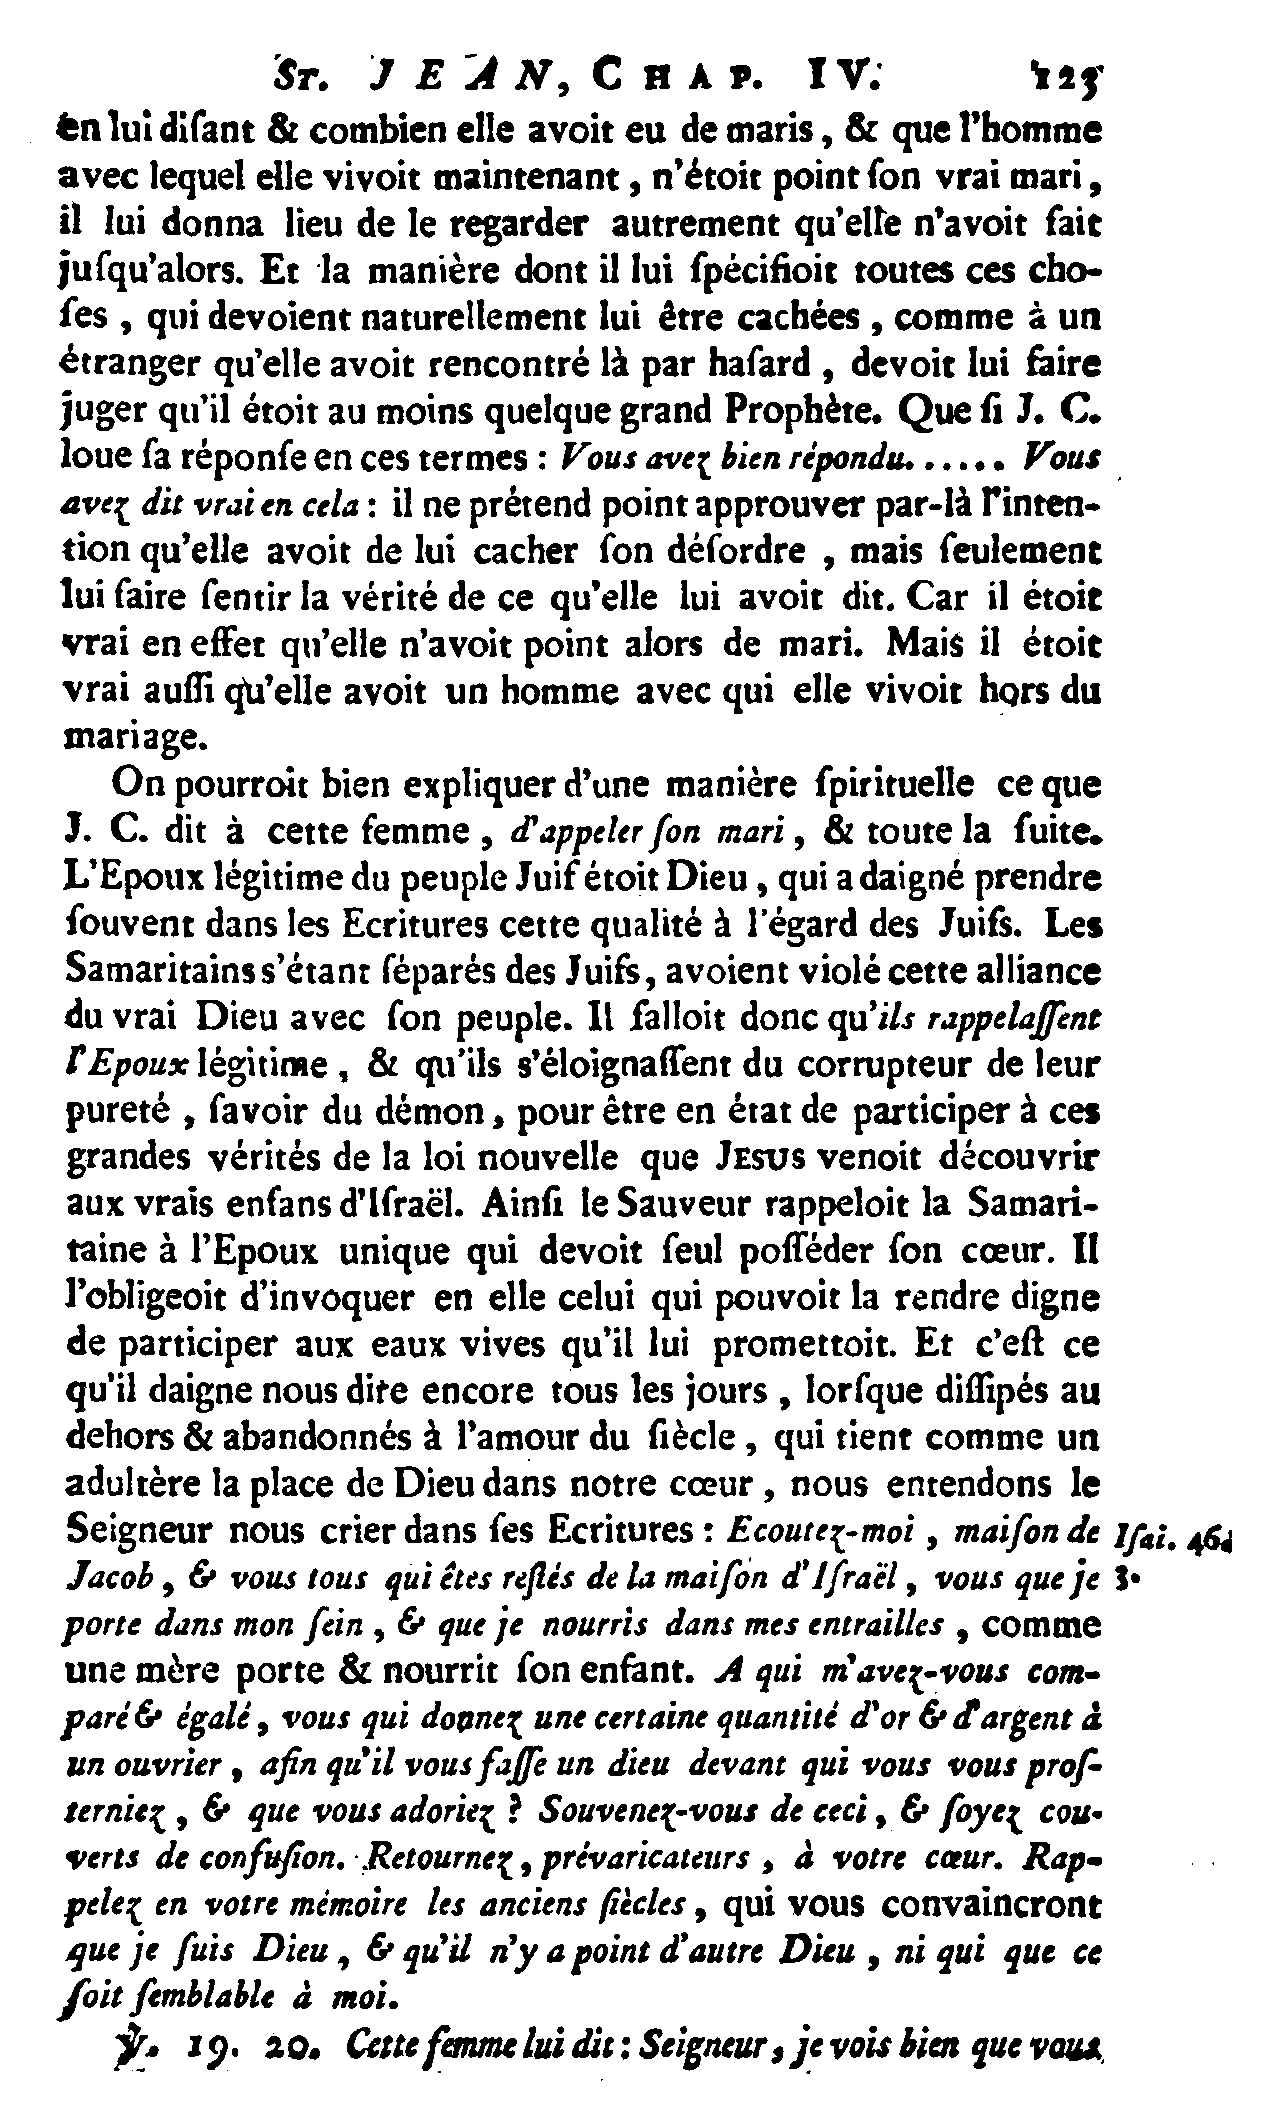 ST. JEAN, CHAP. IV. 125
en lui diſant & combien elle avoit eu de maris, & que l'homme
avec lequel elle vivoit maintenant, n'étoit point ſon vrai mari,
il lui donna lieu de le regarder autrement qu'elle n'avoit fait
juſqu'alors. Et la manière dont il lui ſpécifioit toutes ces cho-
ſes, qui devoient naturellement lui être cachées, comme à un
étranger qu'elle avoit rencontré là par haſard, devoit lui faire
juger qu'il étoit au moins quelque grand Prophète. Que ſi J. C.
loue ſa réponſe en ces termes : Vous avez bien répondu...... Vous
avez dit vrai en cela : il ne prétend point approuver par-là l'inten-
tion qu'elle avoit de lui cacher ſon déſordre, mais ſeulement
lui faire ſentir la vérité de ce qu'elle lui avoit dit. Car il étoit
vrai en effet qu'elle n'avoit point alors de mari. Mais il étoit
vrai auſſi qu'elle avoit un homme avec qui elle vivoit hors du
mariage.
On pourroit bien expliquer d'une manière ſpirituelle ce que
J. C. dit à cette femme, d'appeler ſon mari, & toute la ſuite.
L'Epoux légitime du peuple Juif étoit Dieu, qui a daigné prendre
ſouvent dans les Ecritures cette qualité à l'égard des Juifs. Les
Samaritains s'étant ſéparés des Juifs, avoient violé cette alliance
du vrai Dieu avec ſon peuple. Il falloit donc qu'ils rappelaſſent
l'Epoux légitime, & qu'ils s'éloignaſſent du corrupteur de leur
pureté, ſavoir du démon, pour être en état de participer à ces
grandes vérités de la loi nouvelle que JESUS venoit découvrir
aux vrais enfans d'Iſraël. Ainſi le Sauveur rappeloit la Samari-
taine à l'Epoux unique qui devoit ſeul poſſéder ſon cœur. Il
l'obligeoit d'invoquer en elle celui qui pouvoit la rendre digne
de participer aux eaux vives qu'il lui promettoit. Et c'eſt ce
qu'il daigne nous dire encore tous les jours, lorſque diſſipés au
dehors & abandonnés à l'amour du ſiècle, qui tient comme un
adultère la place de Dieu dans notre cœur, nous entendons le
Seigneur nous crier dans ſes Ecritures : Ecoutez-moi, maiſon de Iſai. 46.
Jacob, & vous tous qui êtes reſtés de la maiſon d'Iſraël, vous que je 3.
porte dans mon ſein, & que je nourris dans mes entrailles, comme
une mère porte & nourrit ſon enfant. A qui m'avez-vous com-
paré & égalé, vous qui donnez une certaine quantité d'or & d'argent à
un ouvrier, afin qu'il vous faſſe un dieu devant qui vous vous proſ-
terniez, & que vous adoriez ? Souvenez-vous de ceci, & ſoyez cou-
verts de confuſion. Retournez, prévaricateurs, à votre cœur. Rap-
pelez en votre mémoire les anciens ſiècles, qui vous convaincront
que je ſuis Dieu, & qu'il n'y a point d'autre Dieu, ni qui que ce
ſoit ſemblable à moi.
℣. 19. 20. Cette femme lui dit : Seigneur, je vois bien que vous